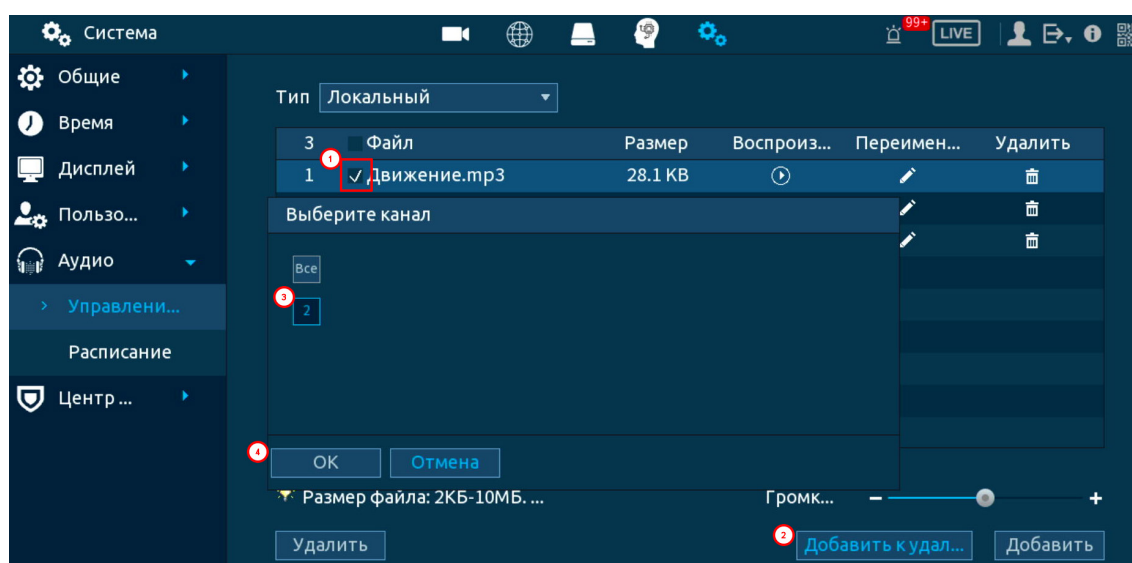 Система
99+
LIVE
Общие
Время
Дисплей
Пользо...
Аудио
Управлени...
Расписание
Центр ...
Тип Локальный
3 Файл Размер Воспроиз... Переимен... Удалить
1
1 Движение.mp3 28.1 KB
Выберите канал
Все
3
2
4
OK Отмена
Размер файла: 2КБ-10МБ. ... Громк... − +
2
Удалить Добавить к удал... Добавить